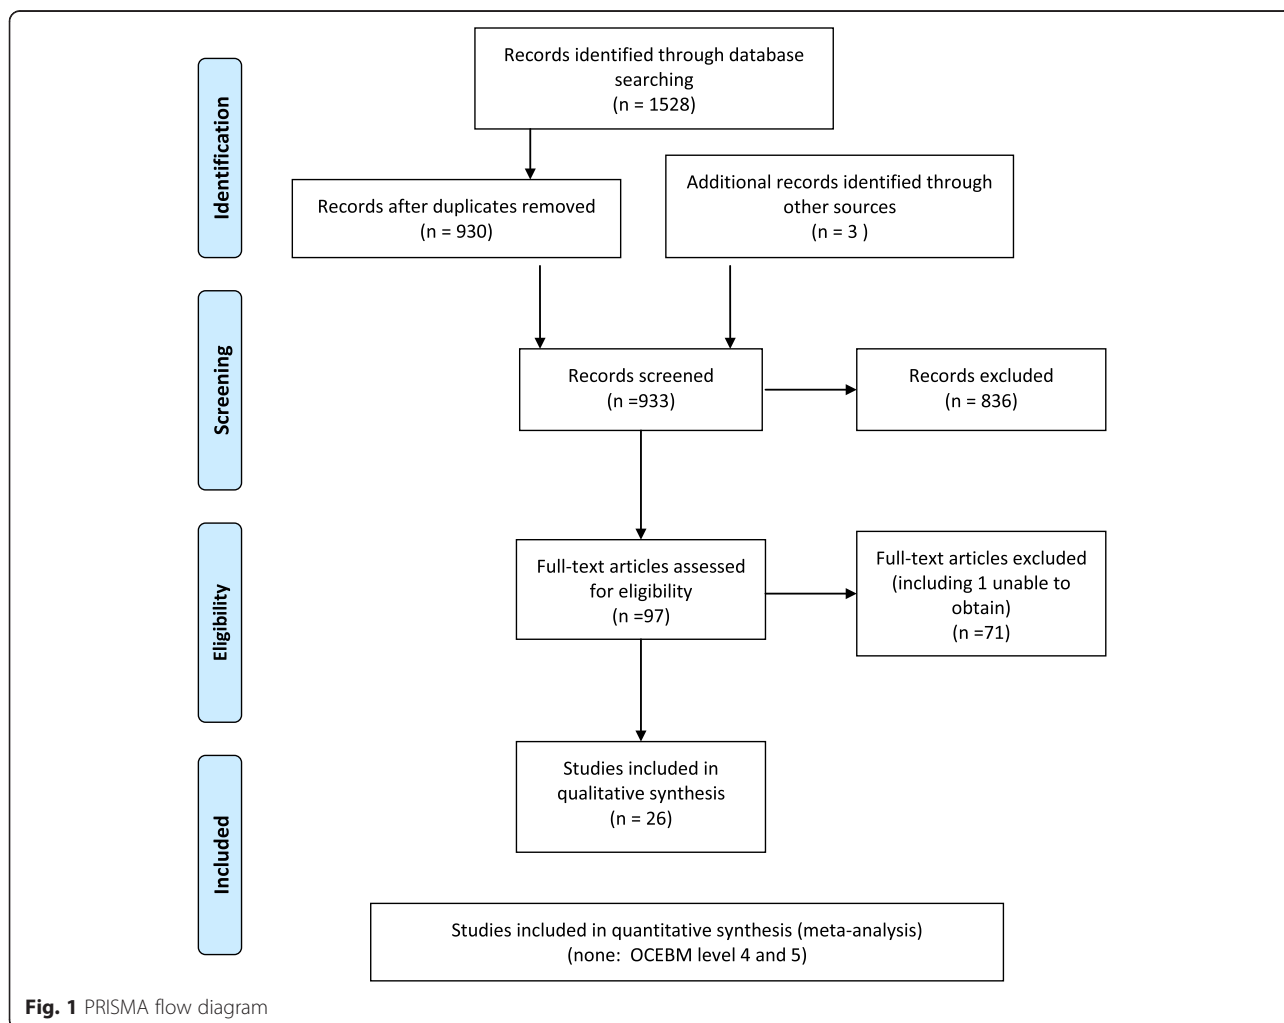 Identification
Records identified through database
searching
(n = 1528)
Records after duplicates removed
(n = 930)
Additional records identified through
other sources
(n = 3 )
Screening
Records screened
(n =933)
Records excluded
(n = 836)
Eligibility
Full-text articles assessed
for eligibility
(n =97)
Full-text articles excluded
(including 1 unable to
obtain)
(n =71)
Included
Studies included in
qualitative synthesis
(n = 26)
Studies included in quantitative synthesis (meta-analysis)
(none: OCEBM level 4 and 5)
Fig. 1 PRISMA flow diagram